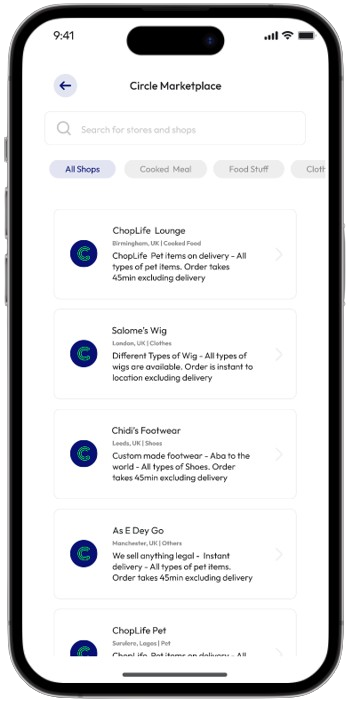 9:41
Circle Marketplace
Search for stores and shops
All Shops
Cooked Meal
Food Stuff
Cloth
ChopLife Lounge
Birmingham, UK | Cooked Food
ChopLife Pet items on delivery - All
types of pet items. Order takes
45min excluding delivery
Salome's Wig
London, UK | Clothes
Different Types of Wig - All types of
wigs are available. Order is instant to
location excluding delivery
Chidi's Footwear
Leeds, UK | Shoes
Custom made footwear - Aba to the
world - All types of Shoes. Order
takes 45min excluding delivery
As E Dey Go
Manchester, UK | Others
We sell anything legal - Instant
delivery - All types of pet items.
Order takes 45min excluding delivery
ChopLife Pet
Surulere, Lagos | Pet
ChopLife Pet items on delivery - All